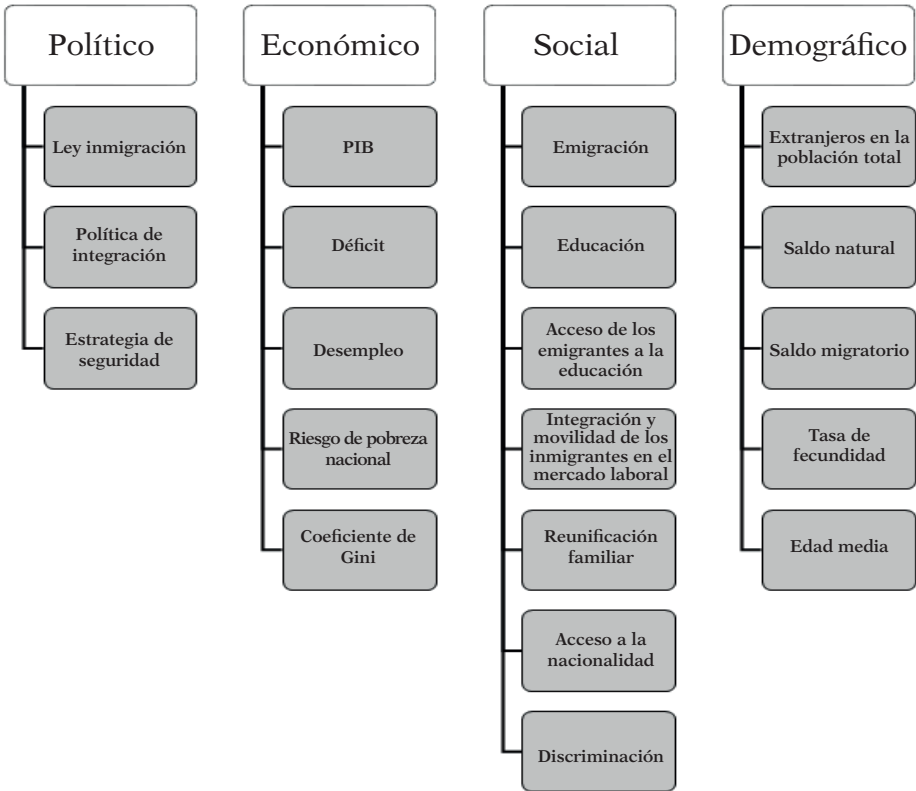 Político
Ley inmigración
Política de
integración
Estrategia de
seguridad
Económico
PIB
Déficit
Desempleo
Riesgo de pobreza
nacional
Coeficiente de
Gini
Social
Emigración
Educación
Acceso de los
emigrantes a la
educación
Integración y
movilidad de los
inmigrantes en el
mercado laboral
Reunificación
familiar
Acceso a la
nacionalidad
Discriminación
Demográfico
Extranjeros en la
población total
Saldo natural
Saldo migratorio
Tasa de
fecundidad
Edad media